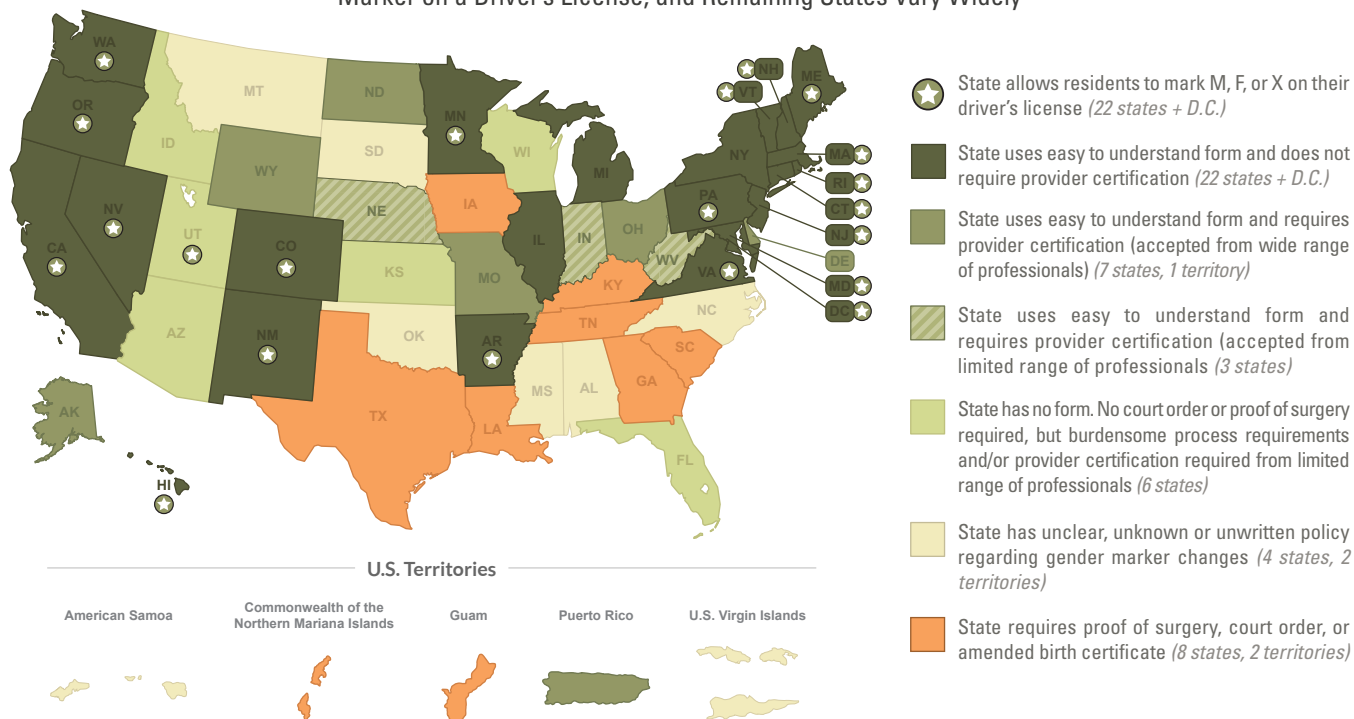 Marker on a Driver's License, and Remaining States Vary Widely
WA
OR
CA
NV
ID
MT
WY
UT
AZ
CO
NM
ND
SD
NE
KS
OK
TX
MN
IA
MO
AR
LA
WI
IL
MI
IN
OH
KY
TN
MS
AL
GA
FL
SC
NC
WV
VA
PA
NY
VT
NH
ME
MA
RI
CT
NJ
DE
MD
DC
AK
HI
State allows residents to mark M, F, or X on their
driver's license (22 states + D.C.)
State uses easy to understand form and does not
require provider certification (22 states + D.C.)
State uses easy to understand form and requires
provider certification (accepted from wide range
of professionals) (7 states, 1 territory)
State uses easy to understand form and
requires provider certification (accepted from
limited range of professionals (3 states)
State has no form. No court order or proof of surgery
required, but burdensome process requirements
and/or provider certification required from limited
range of professionals (6 states)
State has unclear, unknown or unwritten policy
regarding gender marker changes (4 states, 2
territories)
State requires proof of surgery, court order, or
amended birth certificate (8 states, 2 territories)
U.S. Territories
American Samoa
Commonwealth of the
Northern Mariana Islands
Guam
Puerto Rico
U.S. Virgin Islands